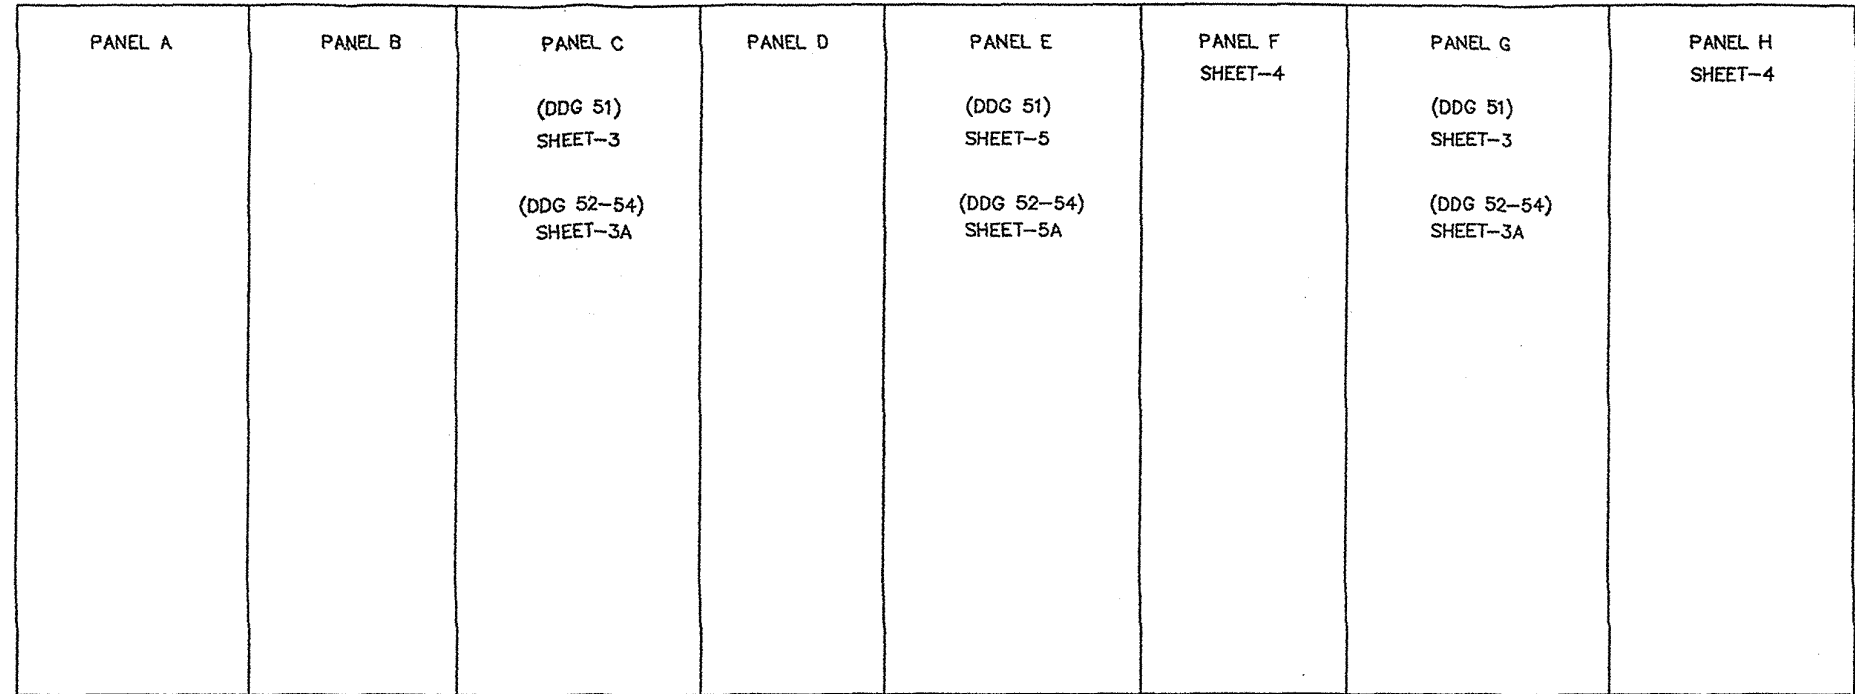 PANEL A
PANEL B
PANEL C
(DDG 51)
SHEET-3
(DDG 52-54)
SHEET-3A
PANEL D
PANEL E
(DDG 51)
SHEET-5
(DDG 52-54)
SHEET-5A
PANEL F
SHEET-4
PANEL G
(DDG 51)
SHEET-3
(DDG 52-54)
SHEET-3A
PANEL H
SHEET-4